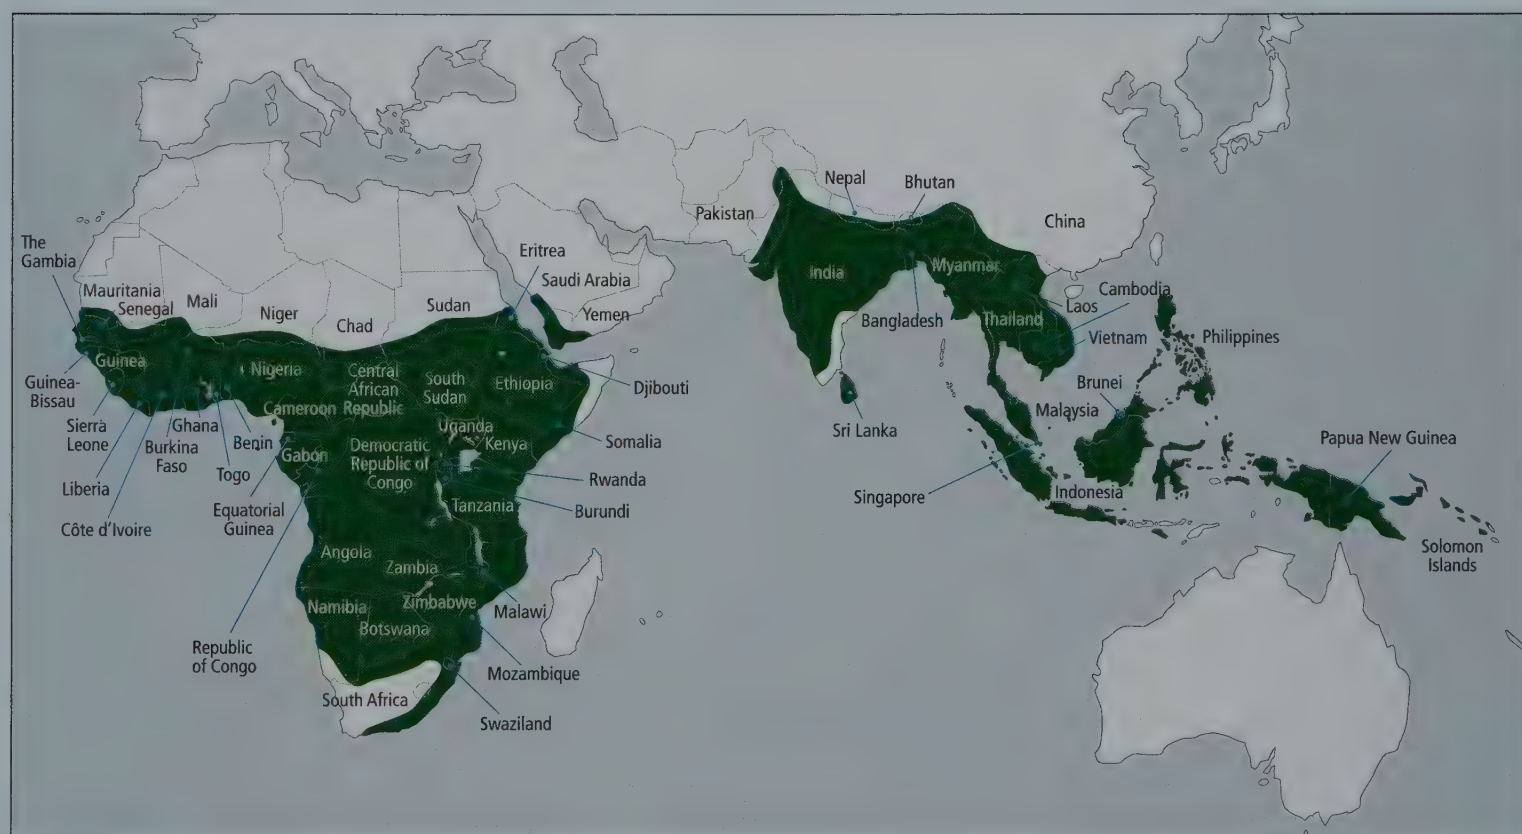 The
Gambia
Mauritania
Senegal
Mali
Niger
Chad
Sudan
Eritrea
Saudi Arabia
Yemen
Pakistan
Nepal
Bhutan
China
India
Myanmar
Bangladesh
Thailand
Laos
Cambodia
Vietnam
Philippines
Guinea
Guinea-
Bissau
Sierra
Leone
Liberia
Côte d'Ivoire
Burkina
Faso
Ghana
Togo
Benin
Nigeria
Cameroon
Central
African
Republic
South
Sudan
Ethiopia
Djibouti
Somalia
Uganda
Kenya
Rwanda
Burundi
Democratic
Republic of
Congo
Gabon
Equatorial
Guinea
Tanzania
Angola
Zambia
Malawi
Zimbabwe
Namibia
Botswana
Mozambique
Republic
of Congo
South Africa
Swaziland
Sri Lanka
Brunei
Malaysia
Singapore
Indonesia
Papua New Guinea
Solomon
Islands